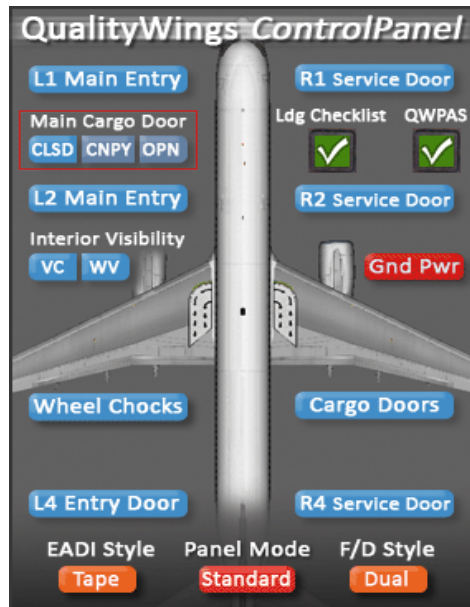 QualityWings ControlPanel
L1 Main Entry
R1 Service Door
Main Cargo Door
Ldg Checklist QWPAS
CLSD CNPY OPN
L2 Main Entry
R2 Service Door
Interior Visibility
VC WV
Gnd Pwr
Wheel Chocks
Cargo Doors
L4 Entry Door
R4 Service Door
EADI Style Panel Mode F/D Style
Tape Standard Dual